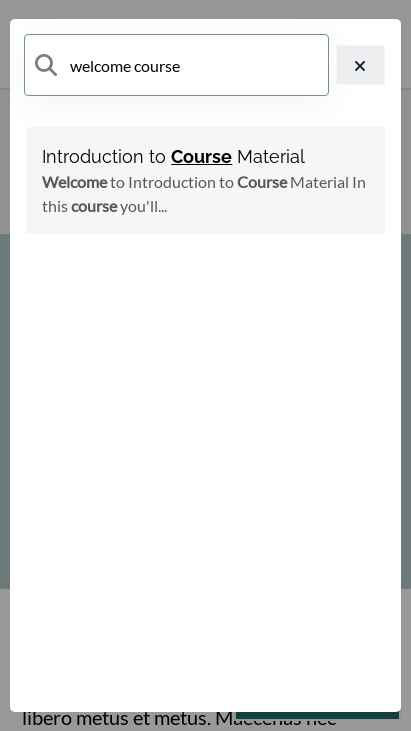 welcome course
Introduction to Course Material
Welcome to Introduction to Course Material In
this course you'll...
libero metus et metus. Maecenas nec